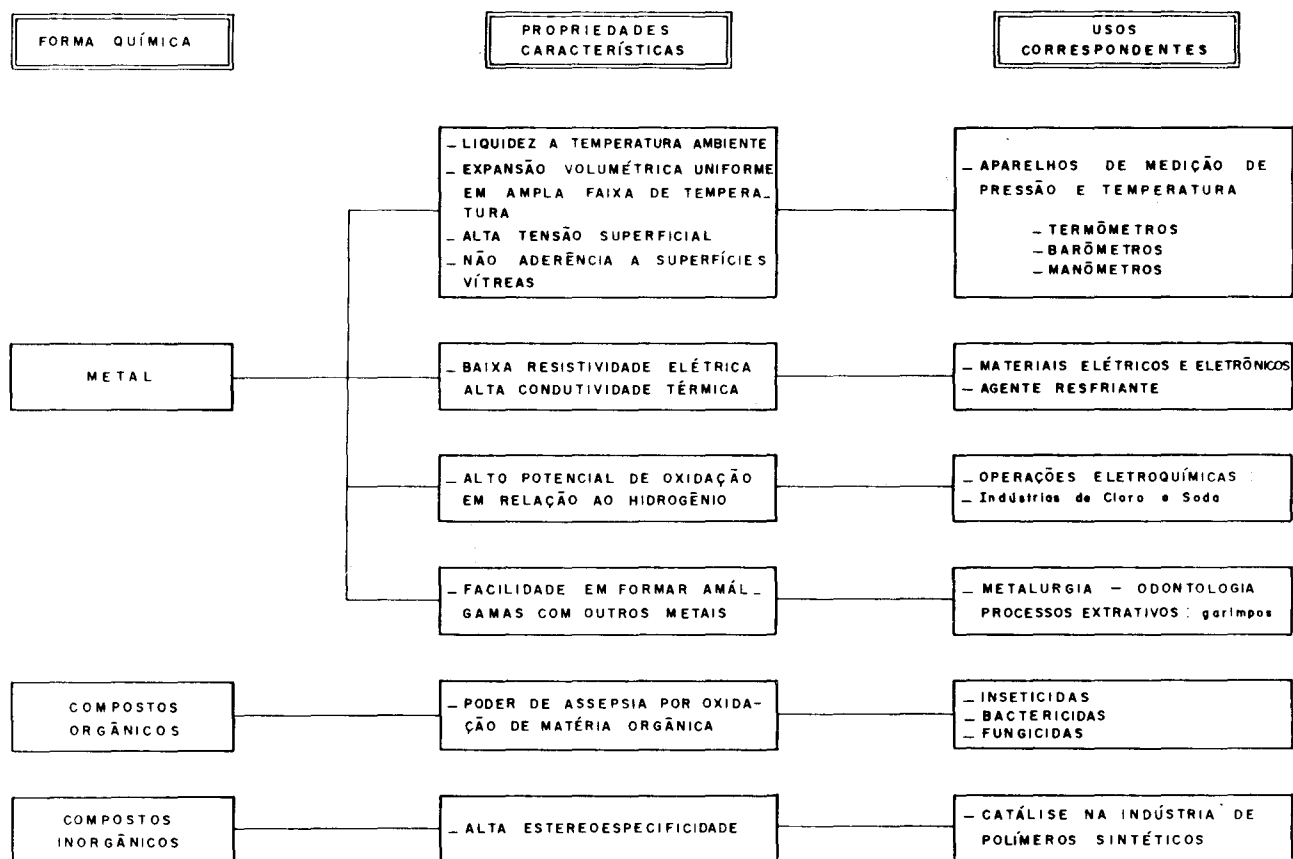 FORMA QUÍMICA
PROPRIEDADES
CARACTERÍSTICAS
USOS
CORRESPONDENTES
METAL
_ LIQUIDEZ A TEMPERATURA AMBIENTE
_ EXPANSÃO VOLUMÉTRICA UNIFORME
EM AMPLA FAIXA DE TEMPERA_
TURA
_ ALTA TENSÃO SUPERFICIAL
_ NÃO ADERÊNCIA A SUPERFÍCIES
VÍTREAS
_ APARELHOS DE MEDIÇÃO DE
PRESSÃO E TEMPERATURA
_ TERMÔMETROS
_ BARÔMETROS
_ MANÔMETROS
_ BAIXA RESISTIVIDADE ELÉTRICA
ALTA CONDUTIVIDADE TÉRMICA
_ MATERIAIS ELÉTRICOS E ELETRÔNICOS
_ AGENTE RESFRIANTE
_ ALTO POTENCIAL DE OXIDAÇÃO
EM RELAÇÃO AO HIDROGÊNIO
_ OPERAÇÕES ELETROQUÍMICAS :
_ Indústrias de Cloro e Soda
_ FACILIDADE EM FORMAR AMÁL_
GAMAS COM OUTROS METAIS
_ METALURGIA – ODONTOLOGIA
PROCESSOS EXTRATIVOS : garimpos
COMPOSTOS
ORGÂNICOS
_ PODER DE ASSEPSIA POR OXIDA-
ÇÃO DE MATÉRIA ORGÂNICA
_ INSETICIDAS
_ BACTERICIDAS
_ FUNGICIDAS
COMPOSTOS
INORGÂNICOS
_ ALTA ESTEREOESPECIFICIDADE
_ CATÁLISE NA INDÚSTRIA DE
POLÍMEROS SINTÉTICOS